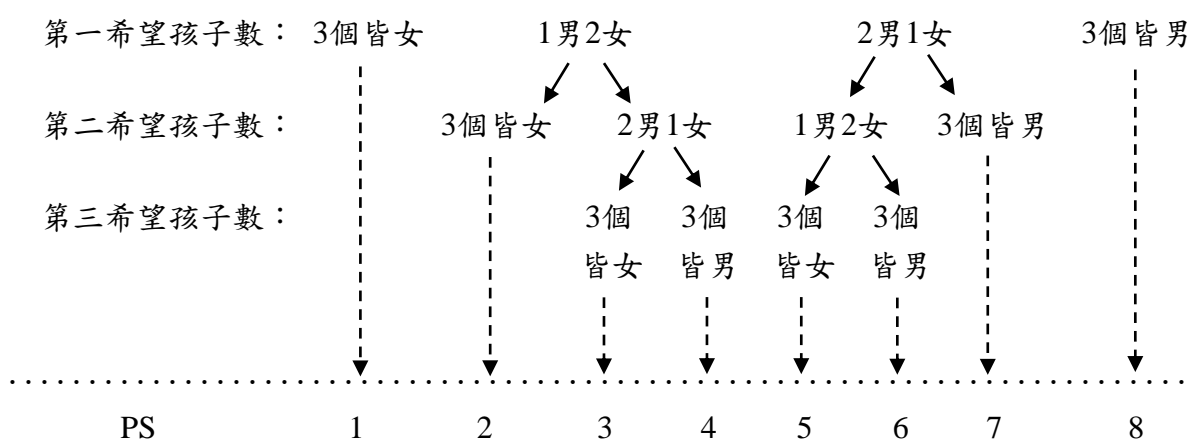 第一希望孩子數： 3個皆女 1男2女 2男1女 3個皆男
第二希望孩子數： 3個皆女 2男1女 1男2女 3個皆男
第三希望孩子數： 3個 3個 3個 3個
皆女 皆男 皆女 皆男
PS 1 2 3 4 5 6 7 8